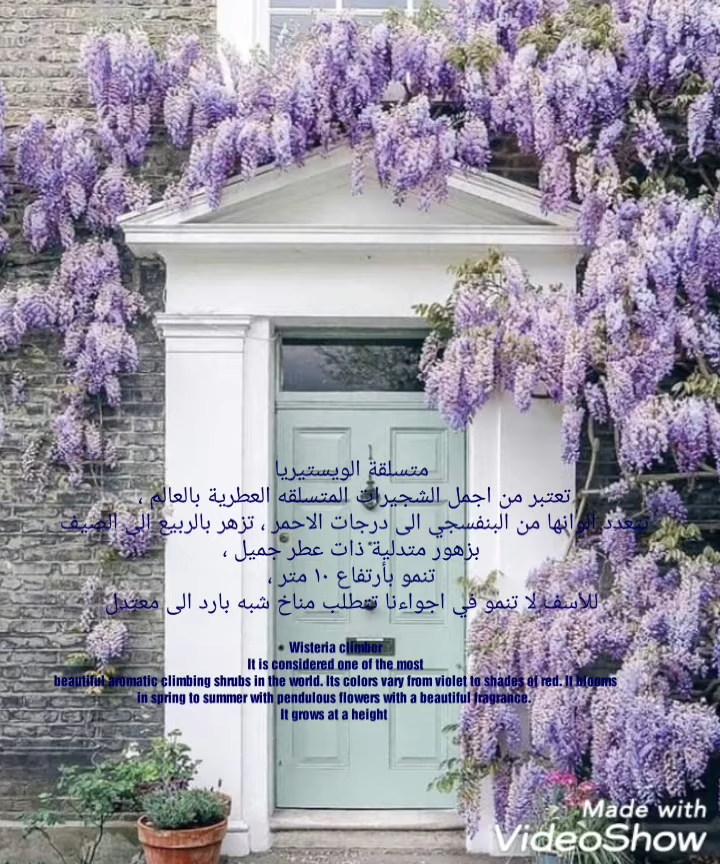 متسلقة الويستيريا
تعتبر من اجمل الشجيرات المتسلقه العطرية بالعالم ،
تتعدد الوانها من البنفسجي الى درجات الاحمر ، تزهر بالربيع الى الصيف
بزهور متدلية ذات عطر جميل ،
تنمو بأرتفاع ١٠ متر ،
للأسف لا تنمو في اجواءنا تتطلب مناخ شبه بارد الى معتدل
Wisteria climber
It is considered one of the most
beautiful aromatic climbing shrubs in the world. Its colors vary from violet to shades of red. It blooms
in spring to summer with pendulous flowers with a beautiful fragrance.
It grows at a height
Made with
VideoShow